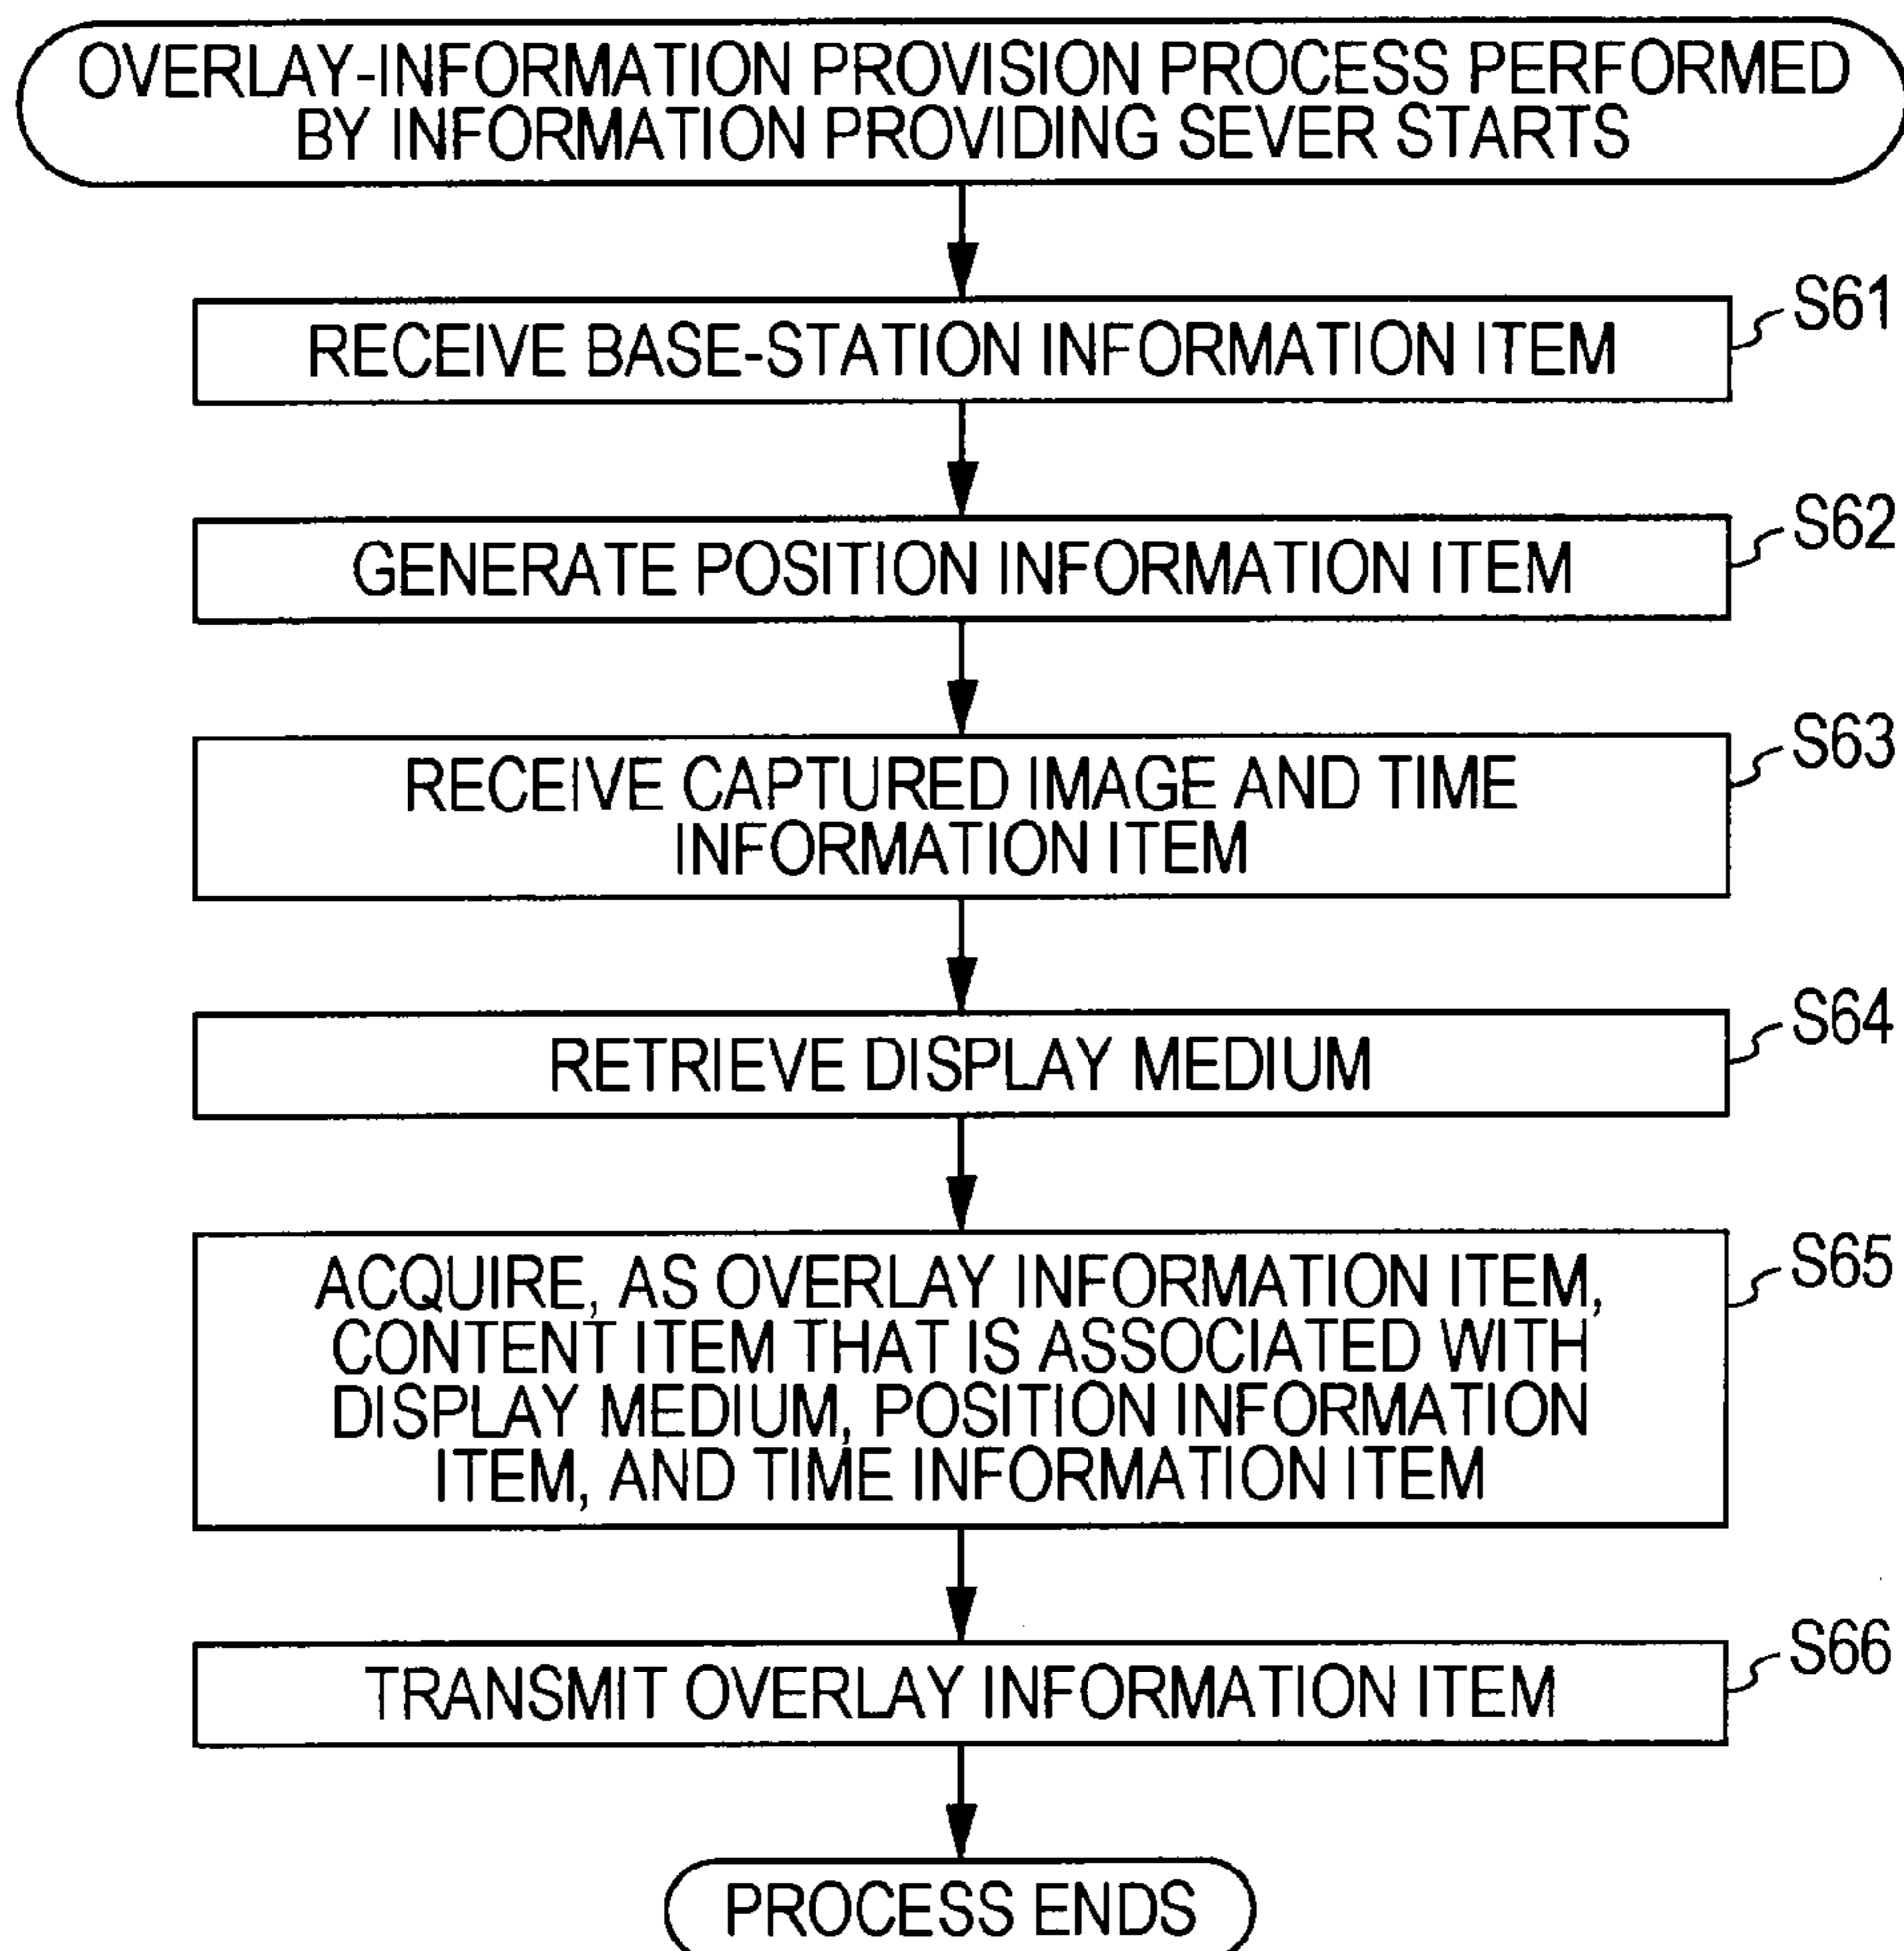 OVERLAY-INFORMATION PROVISION PROCESS PERFORMED
BY INFORMATION PROVIDING SEVER STARTS
S61
RECEIVE BASE-STATION INFORMATION ITEM
S62
GENERATE POSITION INFORMATION ITEM
S63
RECEIVE CAPTURED IMAGE AND TIME
INFORMATION ITEM
S64
RETRIEVE DISPLAY MEDIUM
S65
ACQUIRE, AS OVERLAY INFORMATION ITEM,
CONTENT ITEM THAT IS ASSOCIATED WITH
DISPLAY MEDIUM, POSITION INFORMATION
ITEM, AND TIME INFORMATION ITEM
S66
TRANSMIT OVERLAY INFORMATION ITEM
PROCESS ENDS